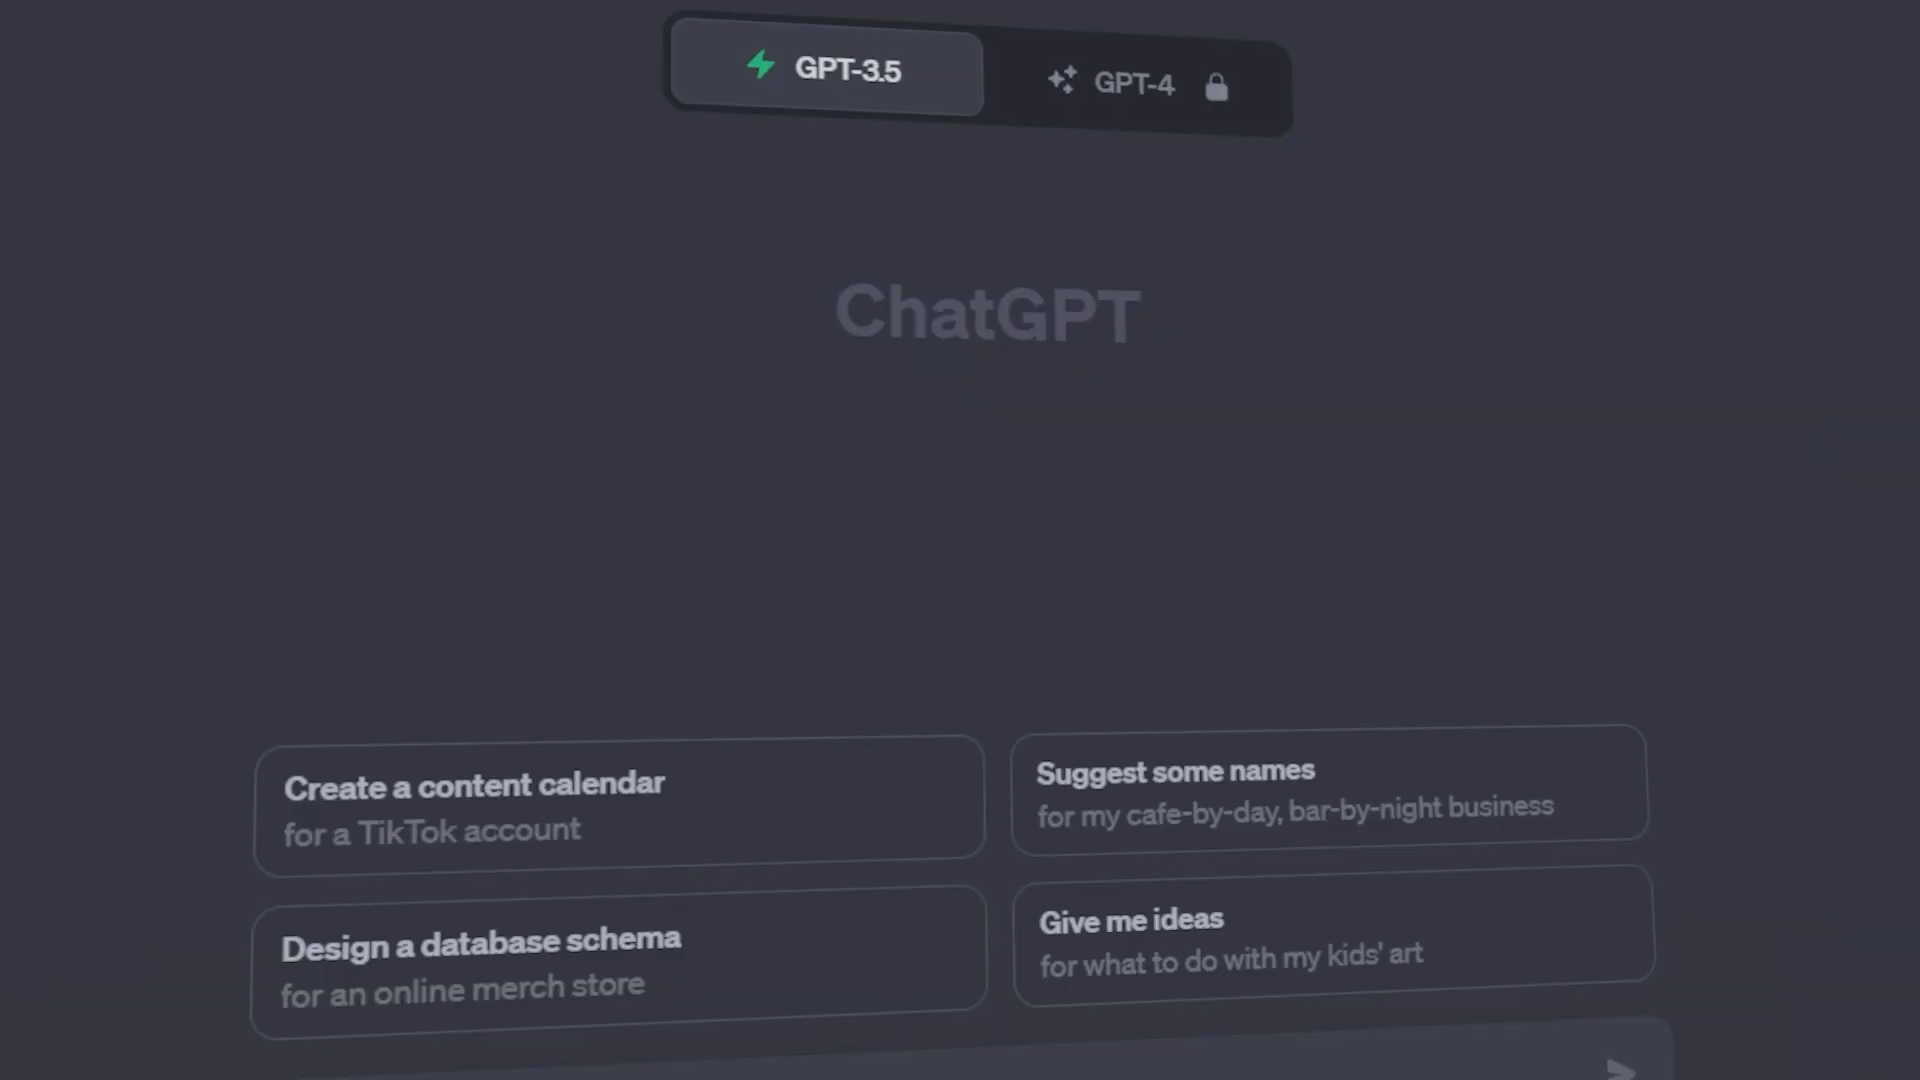 GPT-3.5
GPT-4
ChatGPT
Create a content calendar
for a TikTok account
Suggest some names
for my cafe-by-day, bar-by-night business
Design a database schema
for an online merch store
Give me ideas
for what to do with my kids' art